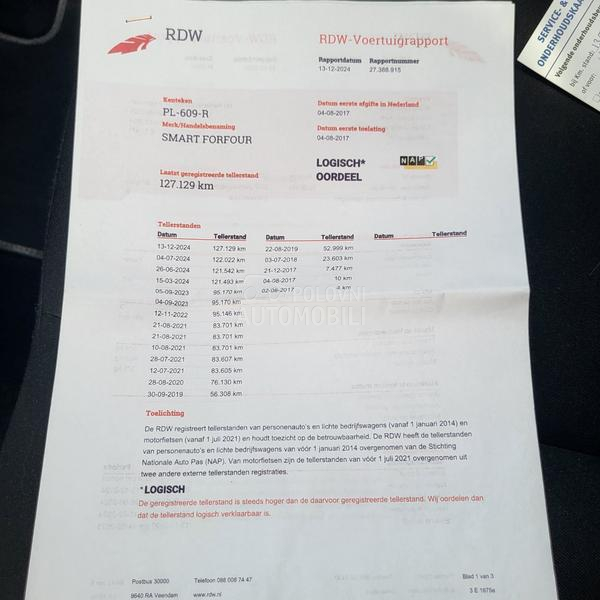 RDW
RDW-Voertuigrapport
Rapportdatum Rapportnummer
13-12-2024 27.388.915
SERVICE- &
ONDERHOUDSKAA
Volgende onderhoudsbeu
bij Km. stand:
of voor:
Kenteken
PL-609-R
Merk/Handelsbenaming
SMART FORFOUR
Laatst geregistreerde tellerstand
127.129 km
Datum eerste afgifte in Nederland
04-08-2017
Datum eerste toelating
04-08-2017
LOGISCH*
OORDEEL
NAP
Tellerstanden
Datum Tellerstand Datum Tellerstand Datum Tellerstand
13-12-2024 127.129 km 22-08-2019 52.999 km
04-07-2024 122.022 km 03-07-2018 23.603 km
26-06-2024 121.542 km 21-12-2017 7.477 km
15-03-2024 121.493 km 04-08-2017 10 km
05-09-2023 95.170 km 02-08-2017 4 km
04-09-2023 95.170 km
12-11-2022 95.146 km
21-08-2021 83.701 km
21-08-2021 83.701 km
10-08-2021 83.701 km
28-07-2021 83.607 km
12-07-2021 83.605 km
28-08-2020 76.130 km
30-09-2019 56.308 km
POLOVNI
AUTOMOBILI
Toelichting
De RDW registreert tellerstanden van personenauto's en lichte bedrijfswagens (vanaf 1 januari 2014) en
motorfietsen (vanaf 1 juli 2021) en houdt toezicht op de betrouwbaarheid. De RDW heeft de tellerstanden
van personenauto's en lichte bedrijfswagens van vóór 1 januari 2014 overgenomen van de Stichting
Nationale Auto Pas (NAP). Van motorfietsen zijn de tellerstanden van vóór 1 juli 2021 overgenomen uit
twee andere externe tellerstanden registraties.
*LOGISCH
De geregistreerde tellerstand is steeds hoger dan de daarvoor geregistreerde tellerstand. Wij oordelen dan
dat de tellerstand logisch verklaarbaar is.
Postbus 30000 Telefoon 088 008 74 47 Blad 1 van 3
9640 RA Veendam www.rdw.nl 3 E 1675e